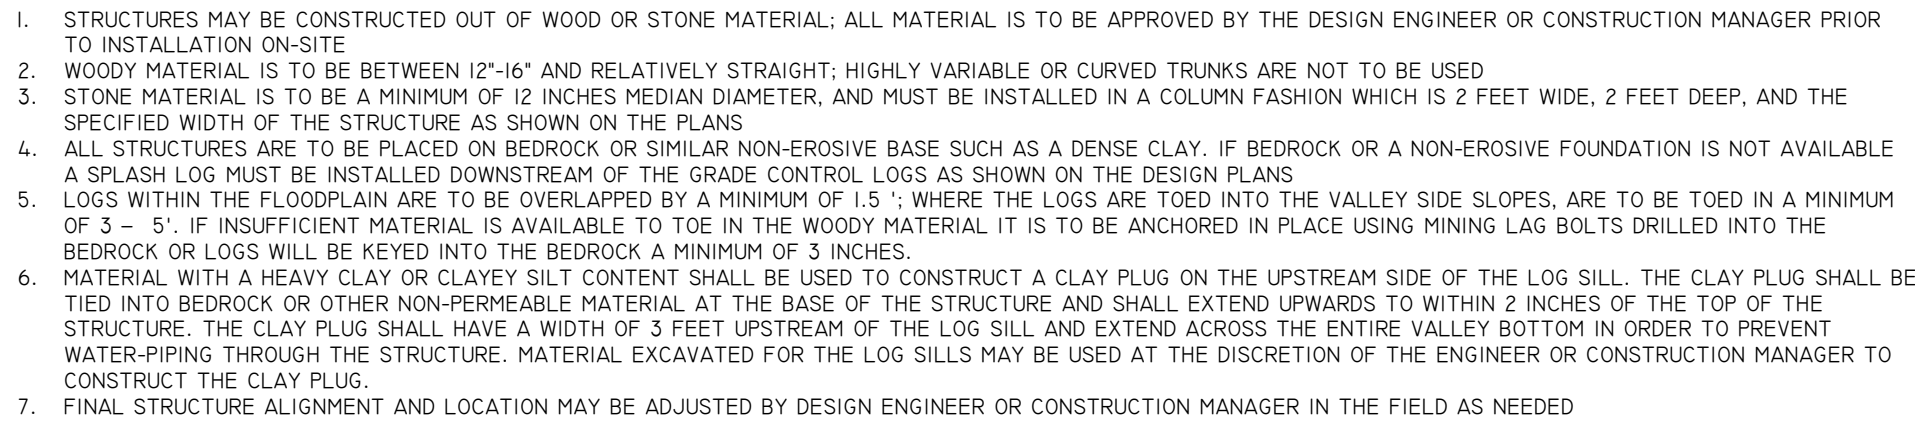 1. STRUCTURES MAY BE CONSTRUCTED OUT OF WOOD OR STONE MATERIAL; ALL MATERIAL IS TO BE APPROVED BY THE DESIGN ENGINEER OR CONSTRUCTION MANAGER PRIOR
TO INSTALLATION ON-SITE
2. WOODY MATERIAL IS TO BE BETWEEN 12"-16" AND RELATIVELY STRAIGHT; HIGHLY VARIABLE OR CURVED TRUNKS ARE NOT TO BE USED
3. STONE MATERIAL IS TO BE A MINIMUM OF 12 INCHES MEDIAN DIAMETER, AND MUST BE INSTALLED IN A COLUMN FASHION WHICH IS 2 FEET WIDE, 2 FEET DEEP, AND THE
SPECIFIED WIDTH OF THE STRUCTURE AS SHOWN ON THE PLANS
4. ALL STRUCTURES ARE TO BE PLACED ON BEDROCK OR SIMILAR NON-EROSIVE BASE SUCH AS A DENSE CLAY. IF BEDROCK OR A NON-EROSIVE FOUNDATION IS NOT AVAILABLE
A SPLASH LOG MUST BE INSTALLED DOWNSTREAM OF THE GRADE CONTROL LOGS AS SHOWN ON THE DESIGN PLANS
5. LOGS WITHIN THE FLOODPLAIN ARE TO BE OVERLAPPED BY A MINIMUM OF 1.5 '; WHERE THE LOGS ARE TOED INTO THE VALLEY SIDE SLOPES, ARE TO BE TOED IN A MINIMUM
OF 3 – 5'. IF INSUFFICIENT MATERIAL IS AVAILABLE TO TOE IN THE WOODY MATERIAL IT IS TO BE ANCHORED IN PLACE USING MINING LAG BOLTS DRILLED INTO THE
BEDROCK OR LOGS WILL BE KEYED INTO THE BEDROCK A MINIMUM OF 3 INCHES.
6. MATERIAL WITH A HEAVY CLAY OR CLAYEY SILT CONTENT SHALL BE USED TO CONSTRUCT A CLAY PLUG ON THE UPSTREAM SIDE OF THE LOG SILL. THE CLAY PLUG SHALL BE
TIED INTO BEDROCK OR OTHER NON-PERMEABLE MATERIAL AT THE BASE OF THE STRUCTURE AND SHALL EXTEND UPWARDS TO WITHIN 2 INCHES OF THE TOP OF THE
STRUCTURE. THE CLAY PLUG SHALL HAVE A WIDTH OF 3 FEET UPSTREAM OF THE LOG SILL AND EXTEND ACROSS THE ENTIRE VALLEY BOTTOM IN ORDER TO PREVENT
WATER-PIPING THROUGH THE STRUCTURE. MATERIAL EXCAVATED FOR THE LOG SILLS MAY BE USED AT THE DISCRETION OF THE ENGINEER OR CONSTRUCTION MANAGER TO
CONSTRUCT THE CLAY PLUG.
7. FINAL STRUCTURE ALIGNMENT AND LOCATION MAY BE ADJUSTED BY DESIGN ENGINEER OR CONSTRUCTION MANAGER IN THE FIELD AS NEEDED